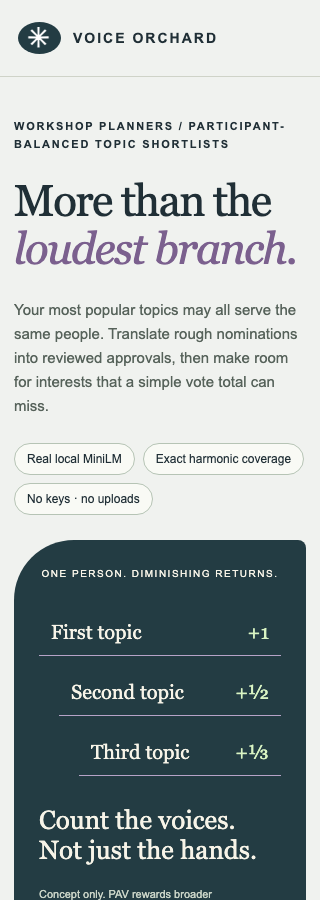 VOICE ORCHARD
WORKSHOP PLANNERS / PARTICIPANT-
BALANCED TOPIC SHORTLISTS
More than the
loudest branch.
Your most popular topics may all serve the
same people. Translate rough nominations
into reviewed approvals, then make room
for interests that a simple vote total can
miss.
Real local MiniLM
Exact harmonic coverage
No keys · no uploads
ONE PERSON. DIMINISHING RETURNS.
First topic +1
Second topic +½
Third topic +⅓
Count the voices.
Not just the hands.
Concept only. PAV rewards broader